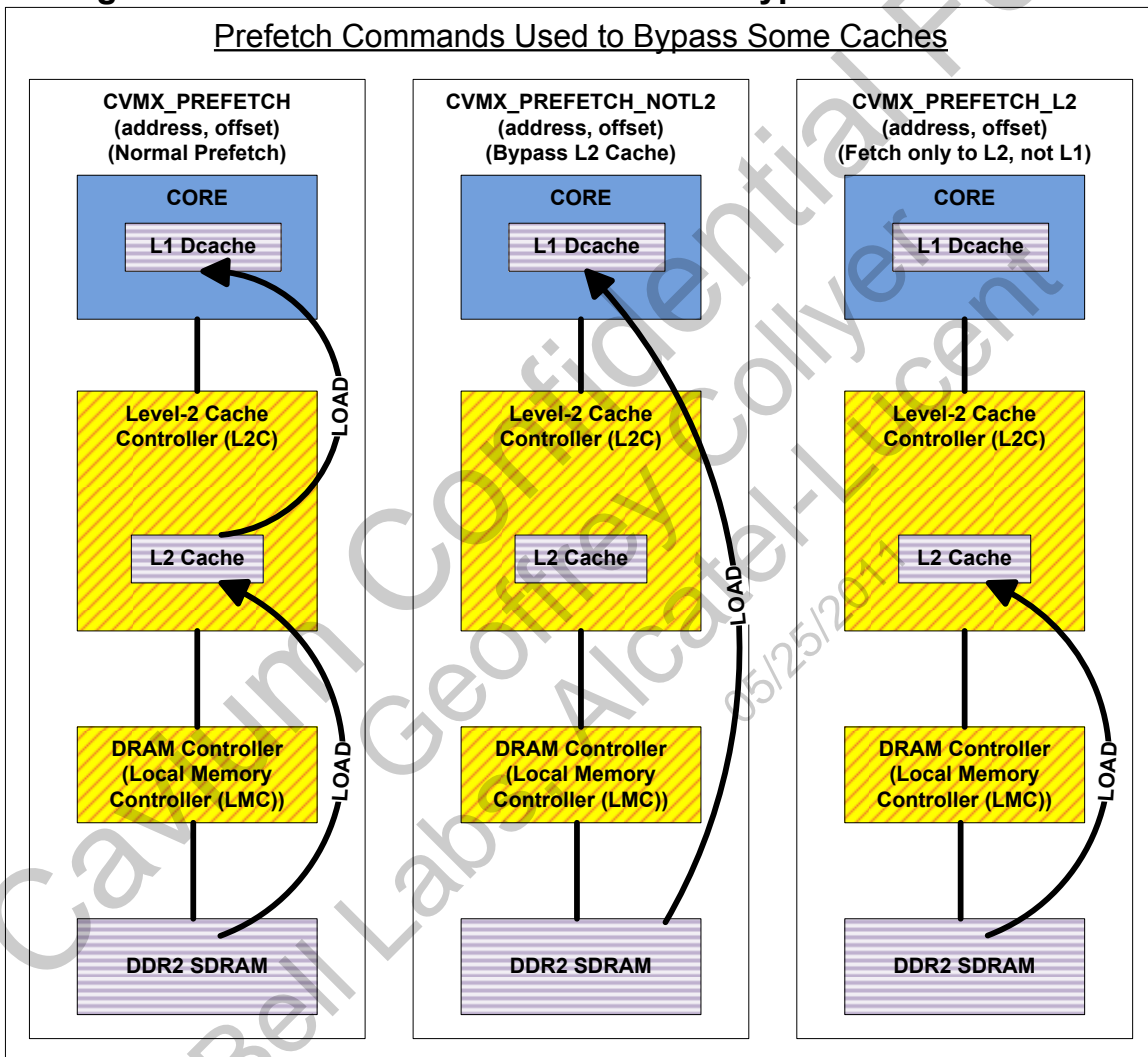 Prefetch Commands Used to Bypass Some Caches
CVMX_PREFETCH
(address, offset)
(Normal Prefetch)
CORE
L1 Dcache
LOAD
Level-2 Cache
Controller (L2C)
L2 Cache
LOAD
DRAM Controller
(Local Memory
Controller (LMC))
DDR2 SDRAM
CVMX_PREFETCH_NOTL2
(address, offset)
(Bypass L2 Cache)
CORE
L1 Dcache
Level-2 Cache
Controller (L2C)
L2 Cache
LOAD
DRAM Controller
(Local Memory
Controller (LMC))
DDR2 SDRAM
CVMX_PREFETCH_L2
(address, offset)
(Fetch only to L2, not L1)
CORE
L1 Dcache
Level-2 Cache
Controller (L2C)
L2 Cache
LOAD
DRAM Controller
(Local Memory
Controller (LMC))
DDR2 SDRAM
Cavium Confidential
Geoffrey Collyer
Bell Labs, Alcatel-Lucent
05/25/2011